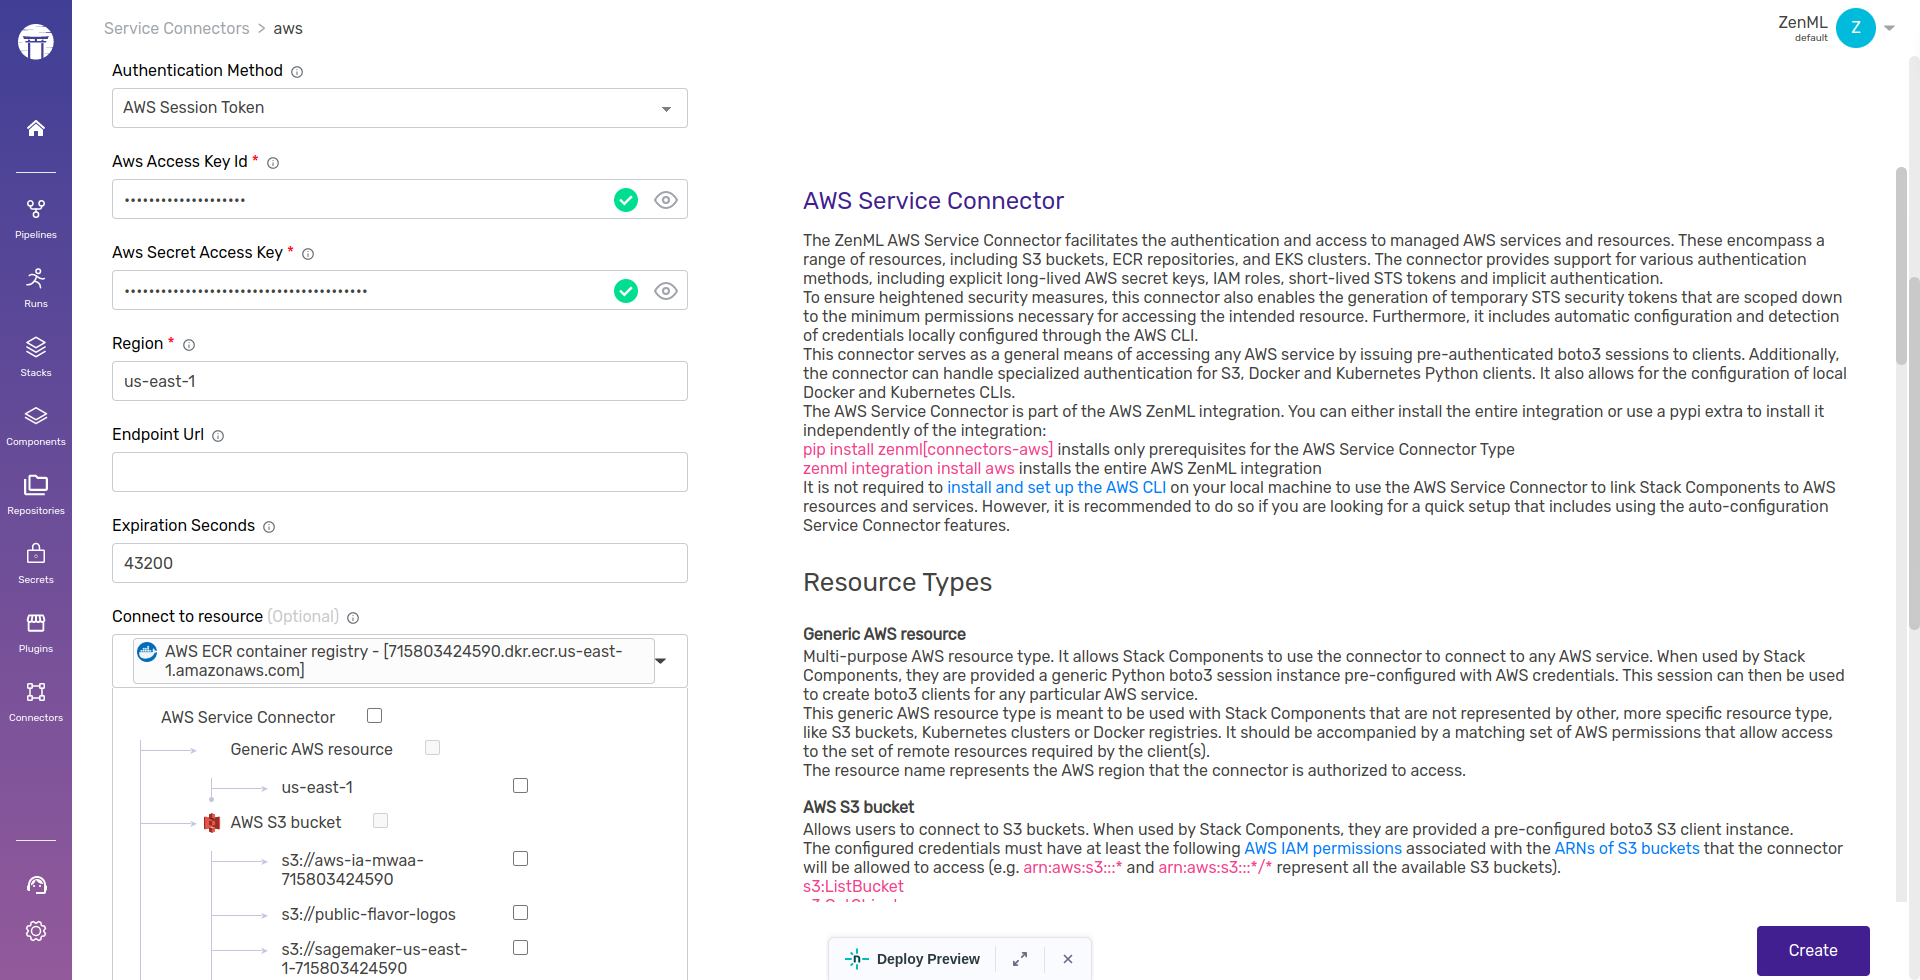 Service Connectors > aws
ZenML
default
Z
Pipelines
Runs
Stacks
Components
Repositories
Secrets
Plugins
Connectors
Authentication Method
AWS Session Token
Aws Access Key Id *
••••••••••••••••••••
Aws Secret Access Key *
••••••••••••••••••••••••••••••••••••••••
Region *
us-east-1
Endpoint Url
Expiration Seconds
43200
Connect to resource (Optional)
AWS ECR container registry - [715803424590.dkr.ecr.us-east-
1.amazonaws.com]
AWS Service Connector
Generic AWS resource
us-east-1
AWS S3 bucket
s3://aws-ia-mwaa-
715803424590
s3://public-flavor-logos
s3://sagemaker-us-east-
1-715803424590
AWS Service Connector
The ZenML AWS Service Connector facilitates the authentication and access to managed AWS services and resources. These encompass a
range of resources, including S3 buckets, ECR repositories, and EKS clusters. The connector provides support for various authentication
methods, including explicit long-lived AWS secret keys, IAM roles, short-lived STS tokens and implicit authentication.
To ensure heightened security measures, this connector also enables the generation of temporary STS security tokens that are scoped down
to the minimum permissions necessary for accessing the intended resource. Furthermore, it includes automatic configuration and detection
of credentials locally configured through the AWS CLI.
This connector serves as a general means of accessing any AWS service by issuing pre-authenticated boto3 sessions to clients. Additionally,
the connector can handle specialized authentication for S3, Docker and Kubernetes Python clients. It also allows for the configuration of local
Docker and Kubernetes CLIs.
The AWS Service Connector is part of the AWS ZenML integration. You can either install the entire integration or use a pypi extra to install it
independently of the integration:
pip install zenml[connectors-aws] installs only prerequisites for the AWS Service Connector Type
zenml integration install aws installs the entire AWS ZenML integration
It is not required to install and set up the AWS CLI on your local machine to use the AWS Service Connector to link Stack Components to AWS
resources and services. However, it is recommended to do so if you are looking for a quick setup that includes using the auto-configuration
Service Connector features.
Resource Types
Generic AWS resource
Multi-purpose AWS resource type. It allows Stack Components to use the connector to connect to any AWS service. When used by Stack
Components, they are provided a generic Python boto3 session instance pre-configured with AWS credentials. This session can then be used
to create boto3 clients for any particular AWS service.
This generic AWS resource type is meant to be used with Stack Components that are not represented by other, more specific resource type,
like S3 buckets, Kubernetes clusters or Docker registries. It should be accompanied by a matching set of AWS permissions that allow access
to the set of remote resources required by the client(s).
The resource name represents the AWS region that the connector is authorized to access.
AWS S3 bucket
Allows users to connect to S3 buckets. When used by Stack Components, they are provided a pre-configured boto3 S3 client instance.
The configured credentials must have at least the following AWS IAM permissions associated with the ARNs of S3 buckets that the connector
will be allowed to access (e.g. arn:aws:s3:::* and arn:aws:s3:::*/* represent all the available S3 buckets).
s3:ListBucket
Deploy Preview
Create